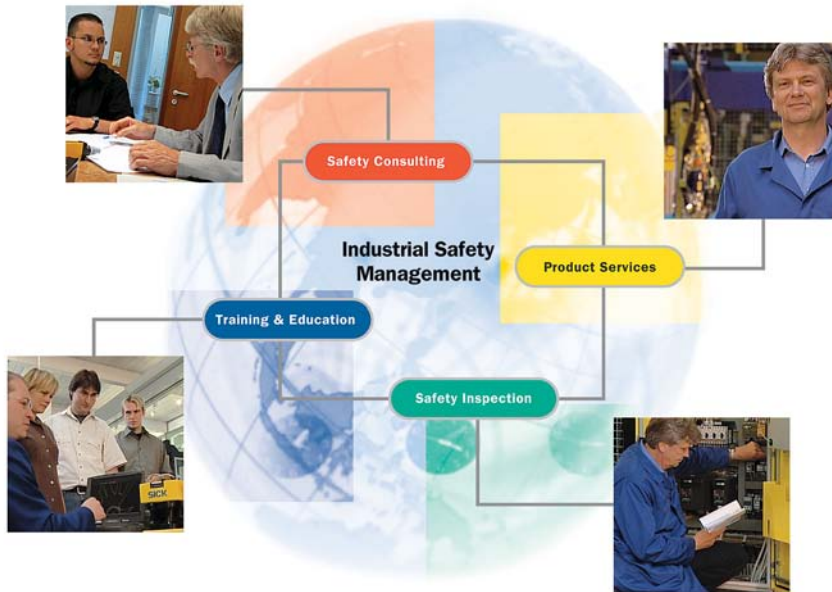 Safety Consulting
Industrial Safety
Management
Product Services
Training & Education
Safety Inspection
SICK